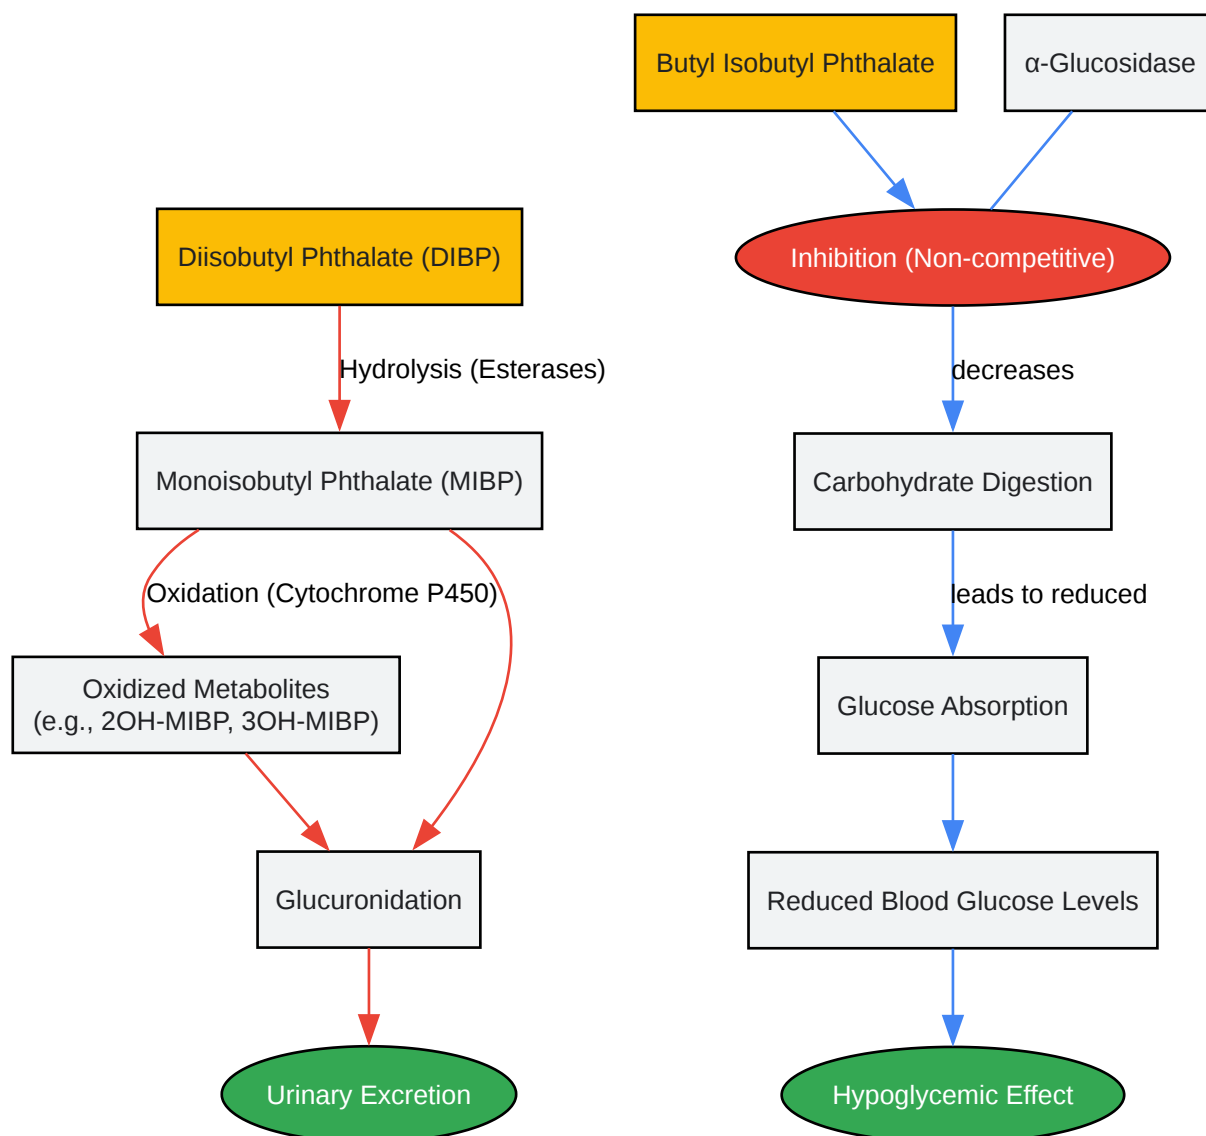 Butyl Isobutyl Phthalate
α-Glucosidase
Diisobutyl Phthalate (DIBP)
Inhibition (Non-competitive)
Hydrolysis (Esterases)
decreases
Monoisobutyl Phthalate (MIBP)
Carbohydrate Digestion
Oxidation (Cytochrome P450)
leads to reduced
Oxidized Metabolites
(e.g., 2OH-MIBP, 3OH-MIBP)
Glucose Absorption
Glucuronidation
Reduced Blood Glucose Levels
Urinary Excretion
Hypoglycemic Effect